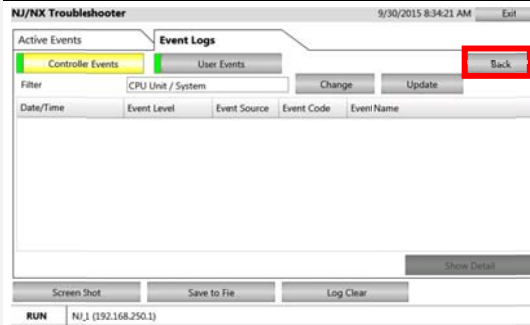 NJ/NX Troubleshooter 9/30/2015 8:34:21 AM Exit
Active Events Event Logs
Controller Events User Events Back
Filter CPU Unit / System Change Update
Date/Time Event Level Event Source Event Code Event Name
Show Detail
Screen Shot Save to Fie Log Clear
RUN NJ_1 (192.168.250.1)